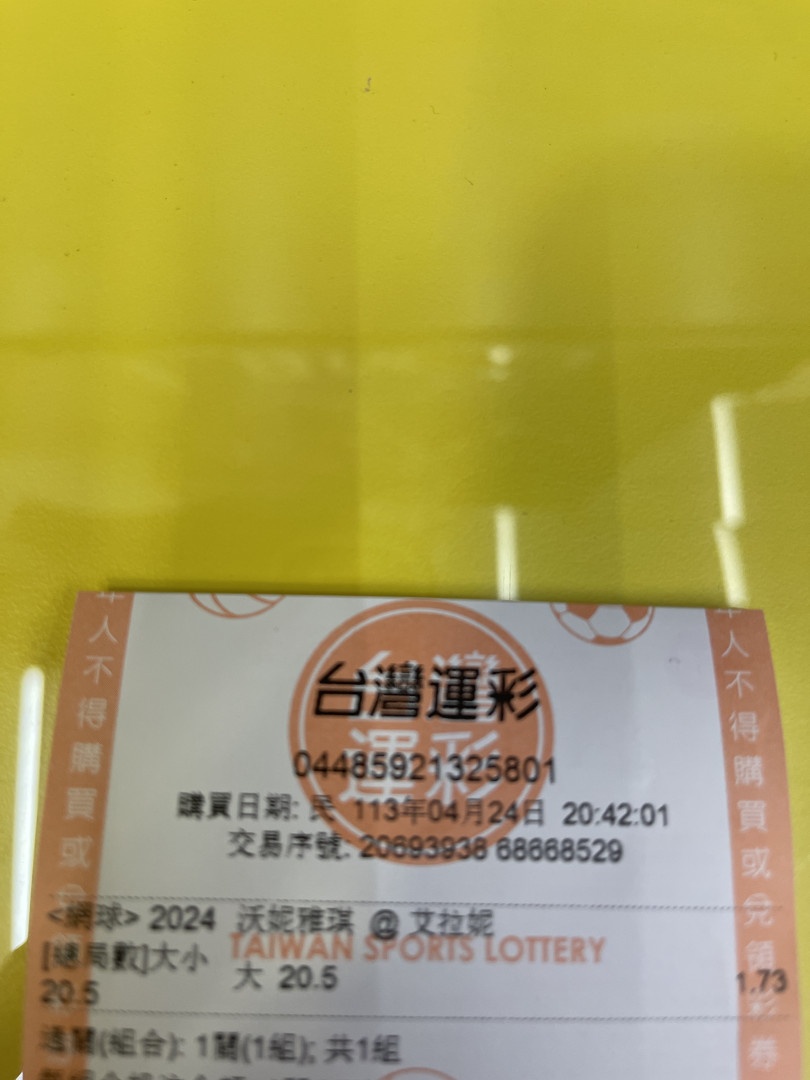 台灣運彩
04485921325801
購買日期: 民 113年04月24日 20:42:01
交易序號: 20693938 68668529
<網球> 2024 沃妮雅琪 @ 艾拉妮
TAIWAN SPORTS LOTTERY
[總局數]大小 大 20.5 1.73
20.5
過關(組合): 1關(1組); 共1組
人不得購買或
人不得購買或兌領彩券